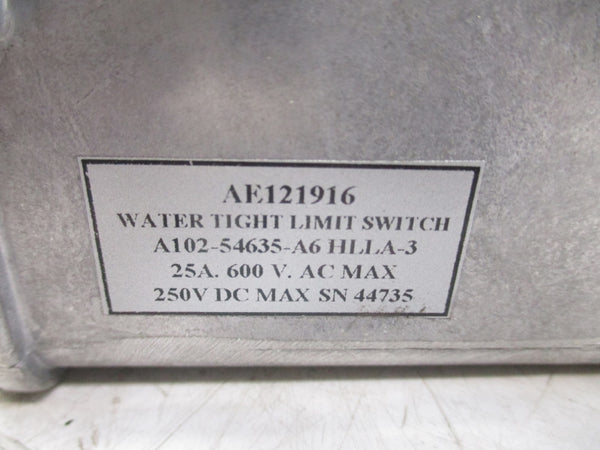 AE121916
WATER TIGHT LIMIT SWITCH
A102-54635-A6 HLLA-3
25A. 600 V. AC MAX
250V DC MAX SN 44735